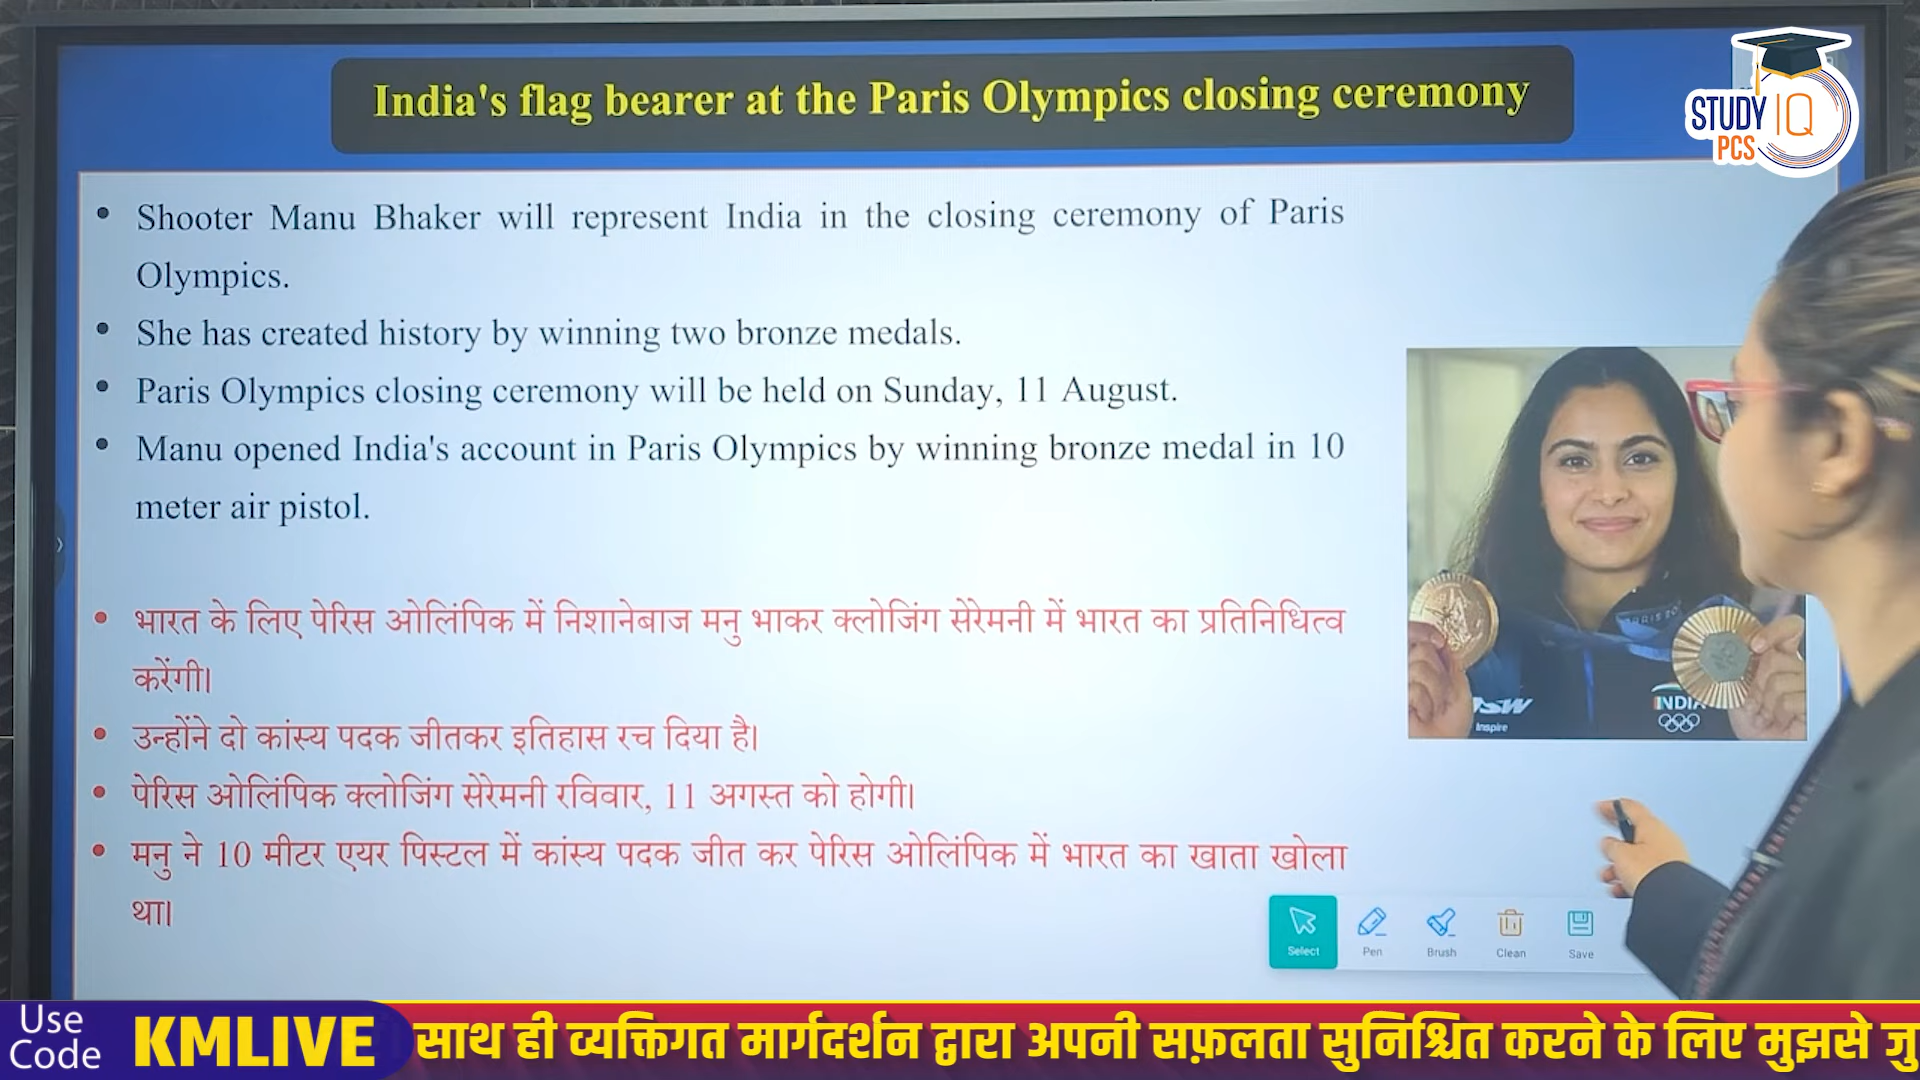 India's flag bearer at the Paris Olympics closing ceremony
STUDY IQ
PCS
• Shooter Manu Bhaker will represent India in the closing ceremony of Paris
Olympics.
• She has created history by winning two bronze medals.
• Paris Olympics closing ceremony will be held on Sunday, 11 August.
• Manu opened India's account in Paris Olympics by winning bronze medal in 10
meter air pistol.
• भारत के लिए पेरिस ओलिंपिक में निशानेबाज मनु भाकर क्लोजिंग सेरेमनी में भारत का प्रतिनिधित्व
करेंगी।
• उन्होंने दो कांस्य पदक जीतकर इतिहास रच दिया है।
• पेरिस ओलिंपिक क्लोजिंग सेरेमनी रविवार, 11 अगस्त को होगी।
• मनु ने 10 मीटर एयर पिस्टल में कांस्य पदक जीत कर पेरिस ओलिंपिक में भारत का खाता खोला
था।
JSW
Inspire
INDIA
Select
Pen
Brush
Clean
Save
Use
Code
KMLIVE
साथ ही व्यक्तिगत मार्गदर्शन द्वारा अपनी सफ़लता सुनिश्चित करने के लिए मुझसे जु